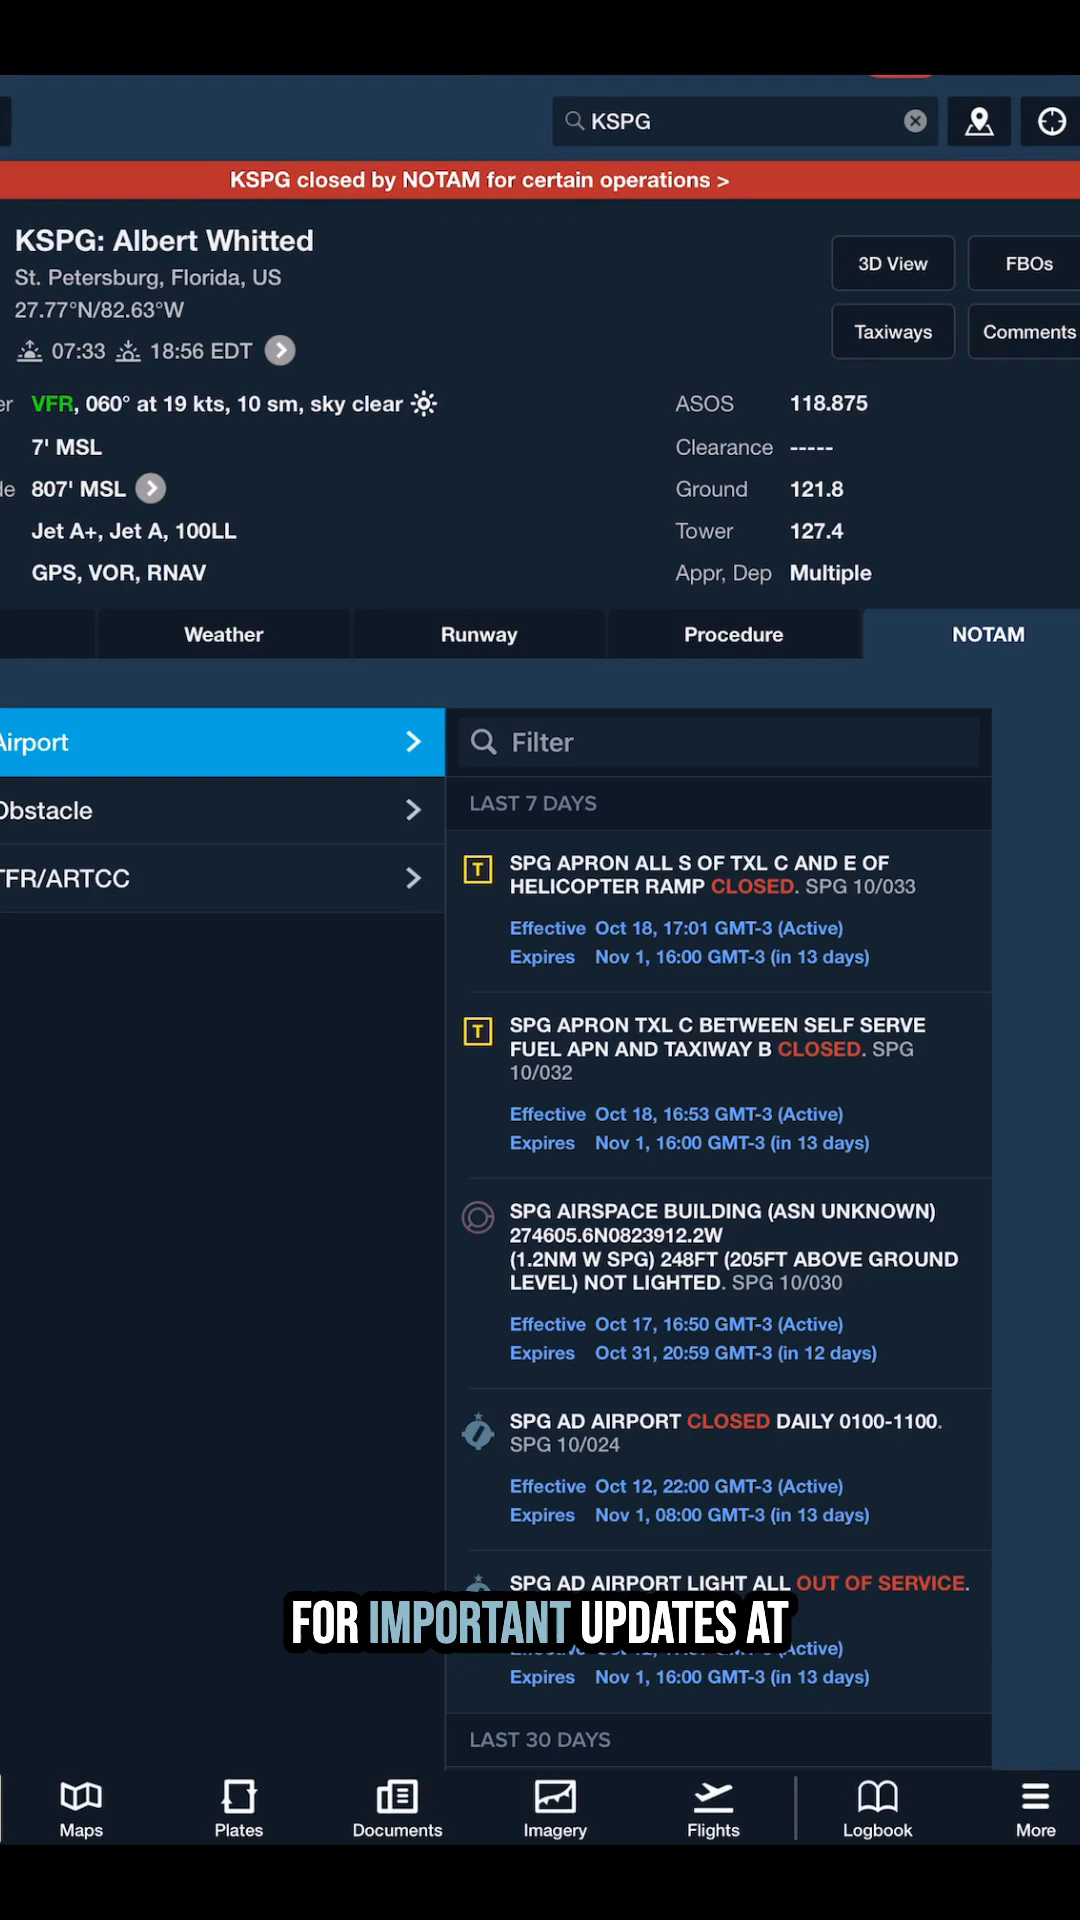 KSPG
KSPG closed by NOTAM for certain operations >
KSPG: Albert Whitted
St. Petersburg, Florida, US
27.77°N/82.63°W
07:33 18:56 EDT
3D View FBOs
Taxiways Comments
er VFR, 060° at 19 kts, 10 sm, sky clear
7' MSL
de 807' MSL
Jet A+, Jet A, 100LL
GPS, VOR, RNAV
ASOS 118.875
Clearance -----
Ground 121.8
Tower 127.4
Appr, Dep Multiple
Weather Runway Procedure NOTAM
Airport
Obstacle
TFR/ARTCC
Filter
LAST 7 DAYS
T SPG APRON ALL S OF TXL C AND E OF
HELICOPTER RAMP CLOSED. SPG 10/033
Effective Oct 18, 17:01 GMT-3 (Active)
Expires Nov 1, 16:00 GMT-3 (in 13 days)
T SPG APRON TXL C BETWEEN SELF SERVE
FUEL APN AND TAXIWAY B CLOSED. SPG
10/032
Effective Oct 18, 16:53 GMT-3 (Active)
Expires Nov 1, 16:00 GMT-3 (in 13 days)
SPG AIRSPACE BUILDING (ASN UNKNOWN)
274605.6N0823912.2W
(1.2NM W SPG) 248FT (205FT ABOVE GROUND
LEVEL) NOT LIGHTED. SPG 10/030
Effective Oct 17, 16:50 GMT-3 (Active)
Expires Oct 31, 20:59 GMT-3 (in 12 days)
SPG AD AIRPORT CLOSED DAILY 0100-1100.
SPG 10/024
Effective Oct 12, 22:00 GMT-3 (Active)
Expires Nov 1, 08:00 GMT-3 (in 13 days)
SPG AD AIRPORT LIGHT ALL OUT OF SERVICE.
FOR IMPORTANT UPDATES AT
Expires Nov 1, 16:00 GMT-3 (in 13 days)
LAST 30 DAYS
Maps Plates Documents Imagery Flights Logbook More